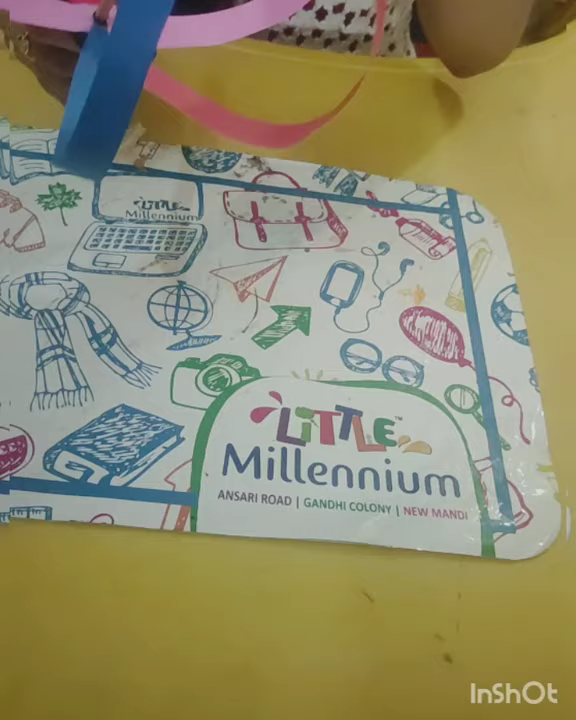 LiTTLE
Millennium
LiTTLE
Millennium
ANSARI ROAD | GANDHI COLONY | NEW MANDI
InShOt